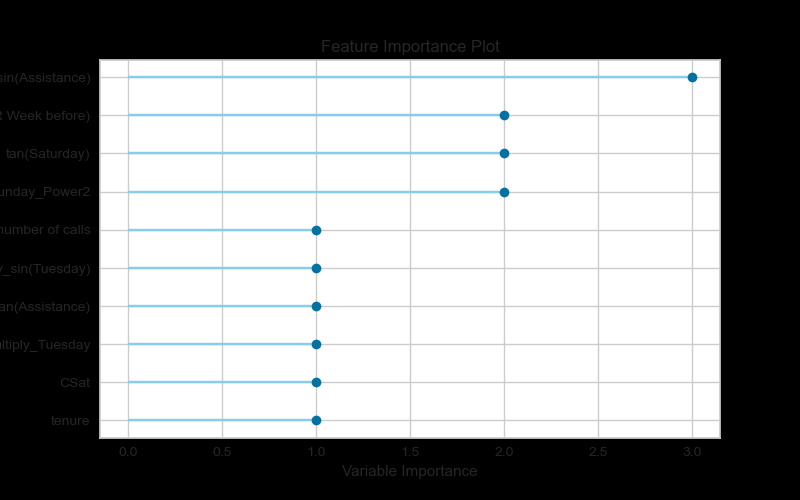 Feature Importance Plot
sin(Assistance)
Week before)
tan(Saturday)
unday_Power2
number of calls
y_sin(Tuesday)
an(Assistance)
ltiply_Tuesday
CSat
tenure
0.0 0.5 1.0 1.5 2.0 2.5 3.0
Variable Importance